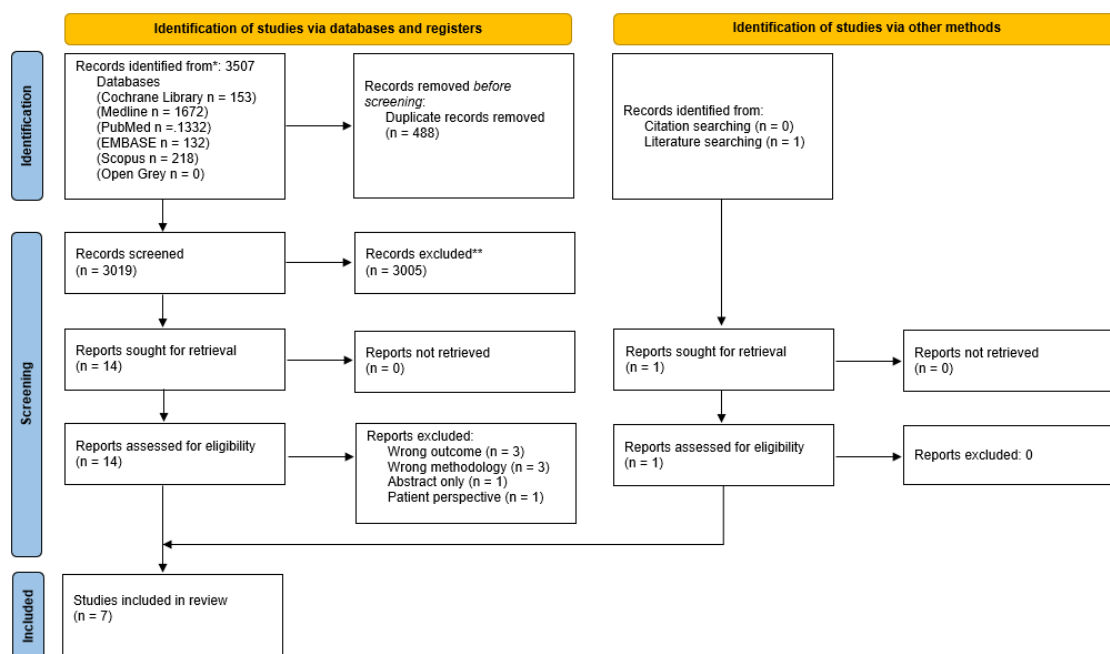 Identification of studies via databases and registers
Identification of studies via other methods
Identification
Records identified from*: 3507
Databases
(Cochrane Library n = 153)
(Medline n = 1672)
(PubMed n =.1332)
(EMBASE n = 132)
(Scopus n = 218)
(Open Grey n = 0)
Records removed before
screening:
Duplicate records removed
(n = 488)
Records identified from:
Citation searching (n = 0)
Literature searching (n = 1)
Screening
Records screened
(n = 3019)
Records excluded**
(n = 3005)
Reports sought for retrieval
(n = 14)
Reports not retrieved
(n = 0)
Reports sought for retrieval
(n = 1)
Reports not retrieved
(n = 0)
Reports assessed for eligibility
(n = 14)
Reports excluded:
Wrong outcome (n = 3)
Wrong methodology (n = 3)
Abstract only (n = 1)
Patient perspective (n = 1)
Reports assessed for eligibility
(n = 1)
Reports excluded: 0
Included
Studies included in review
(n = 7)